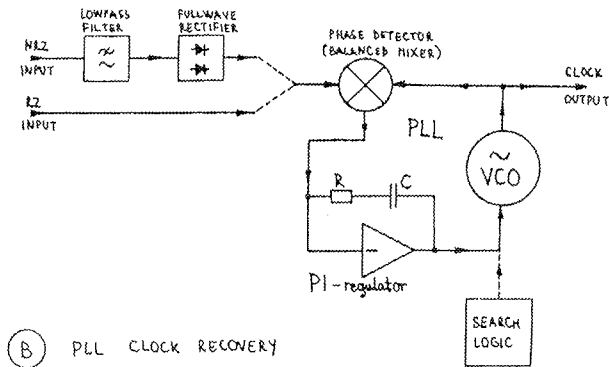 LOWPASS
FILTER
FULLWAVE
RECTIFIER
PHASE DETECTOR
(BALANCED MIXER)
NRZ
INPUT
RZ
INPUT
CLOCK
OUTPUT
PLL
~
VCO
R
C
PI-regulator
SEARCH
LOGIC
B PLL CLOCK RECOVERY